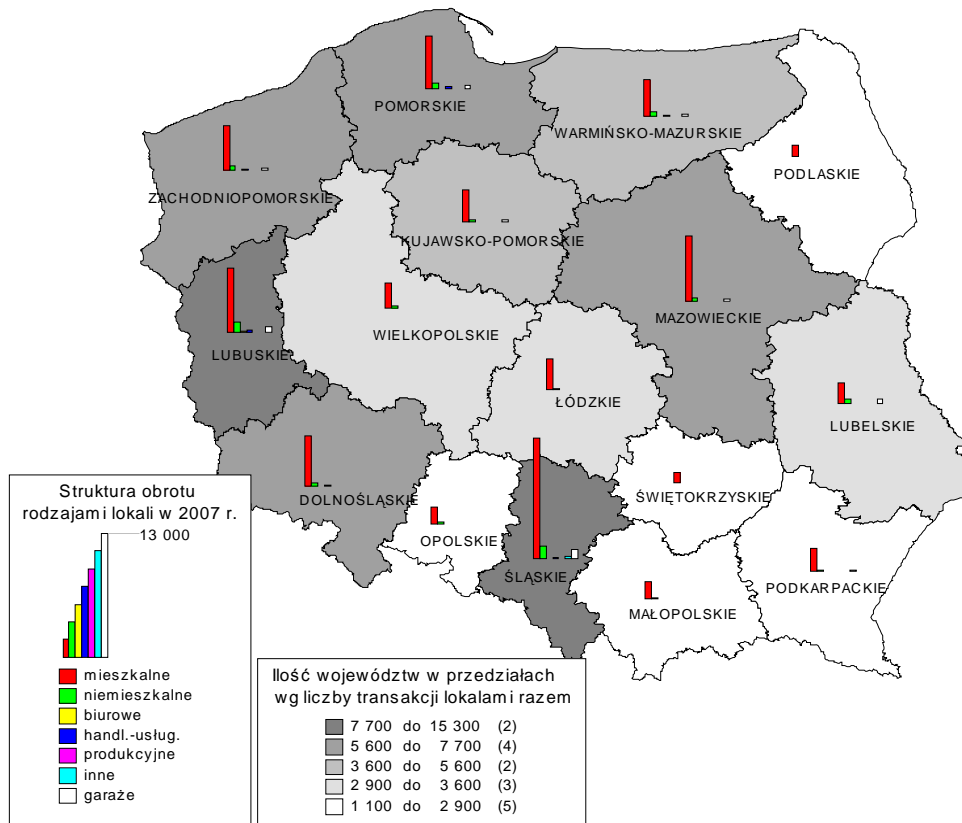 POMORSKIE
WARMIŃSKO-MAZURSKIE
PODLASKIE
ZACHODNIOPOMORSKIE
KUJAWSKO-POMORSKIE
MAZOWIECKIE
WIELKOPOLSKIE
LUBUSKIE
ŁÓDZKIE
LUBELSKIE
DOLNOŚLĄSKIE
ŚWIĘTOKRZYSKIE
OPOLSKIE
ŚLĄSKIE
PODKARPACKIE
MAŁOPOLSKIE
Struktura obrotu
rodzajami lokali w 2007 r.
13 000
mieszkalne
niemieszkalne
biurowe
handl.-usług.
produkcyjne
inne
garaże
Ilość województw w przedziałach
wg liczby transakcji lokalami razem
7 700 do 15 300 (2)
5 600 do 7 700 (4)
3 600 do 5 600 (2)
2 900 do 3 600 (3)
1 100 do 2 900 (5)